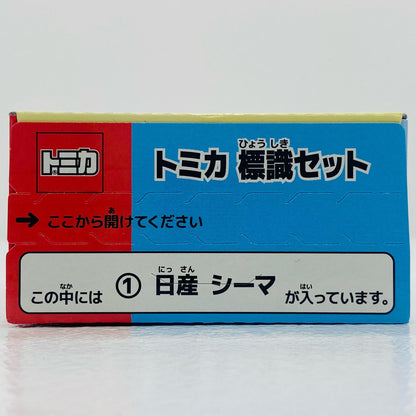 トミカ
ひょう しき
トミカ 標識セット
あ
→ ここから開けてください
なか にっ さん はい
この中には ① 日産 シーマ が入っています。